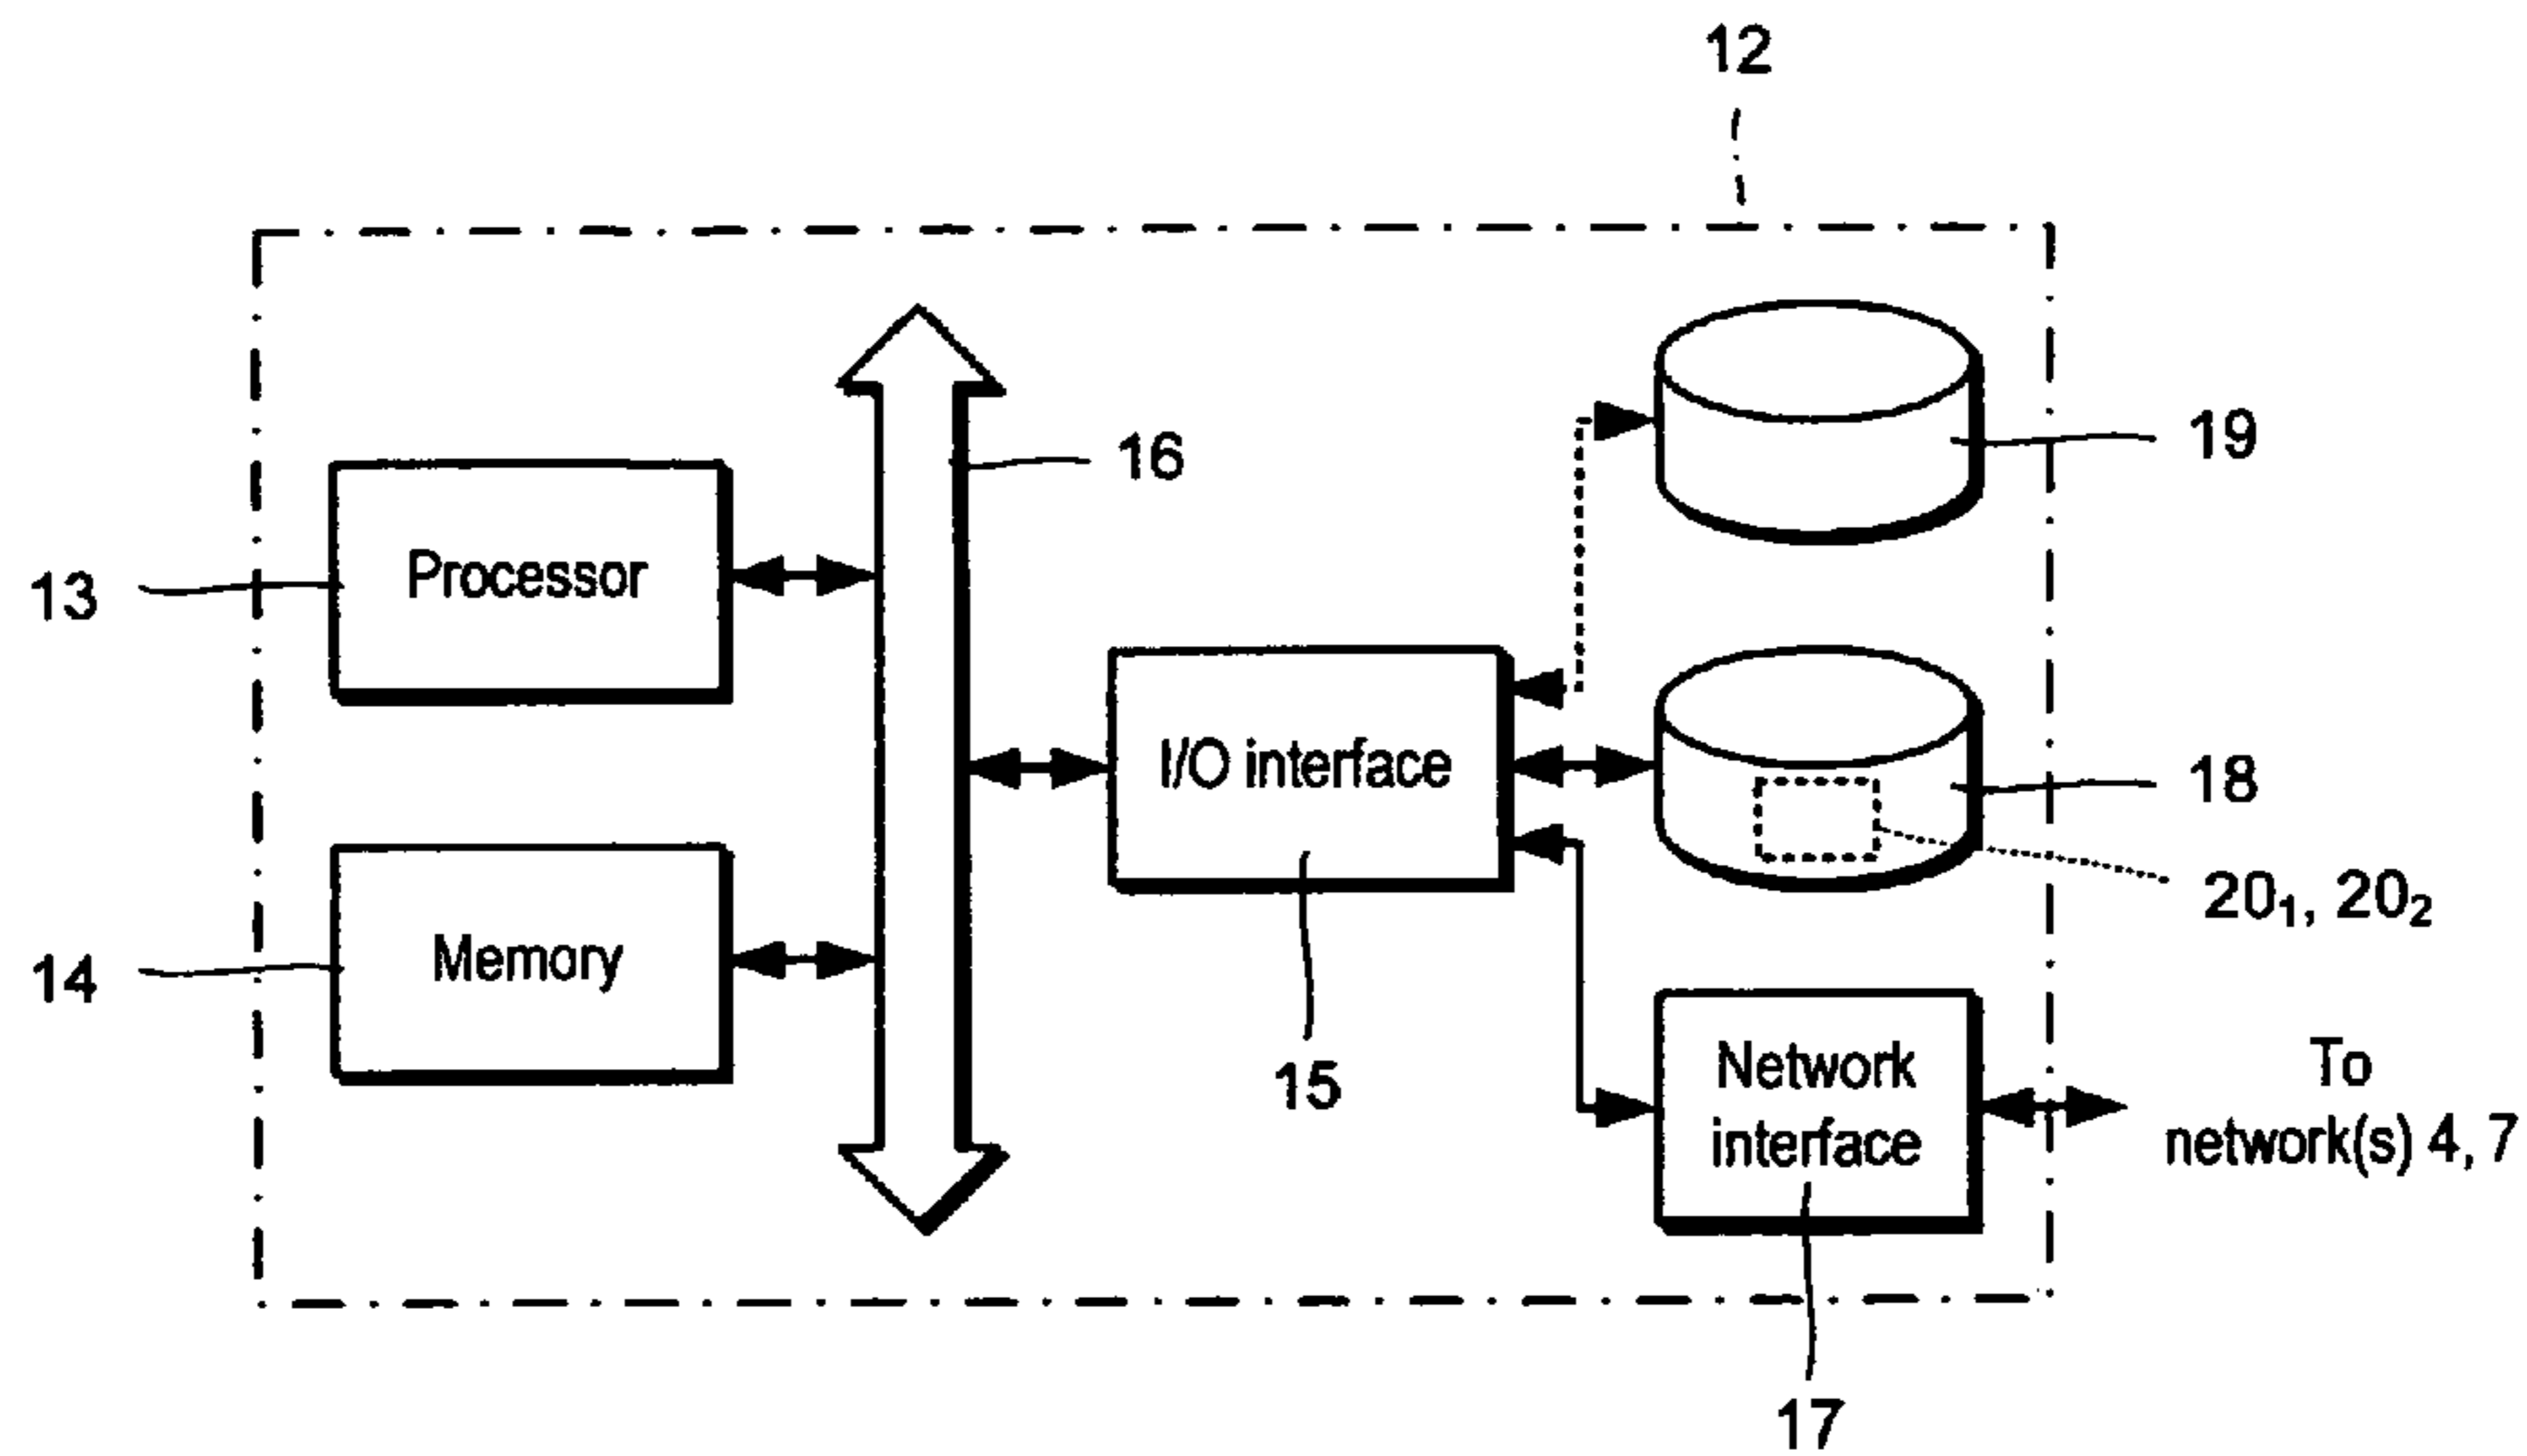 12
16
19
Processor
13
I/O interface
18
20₁, 20₂
Memory
14
15
Network
interface
To
network(s) 4, 7
17